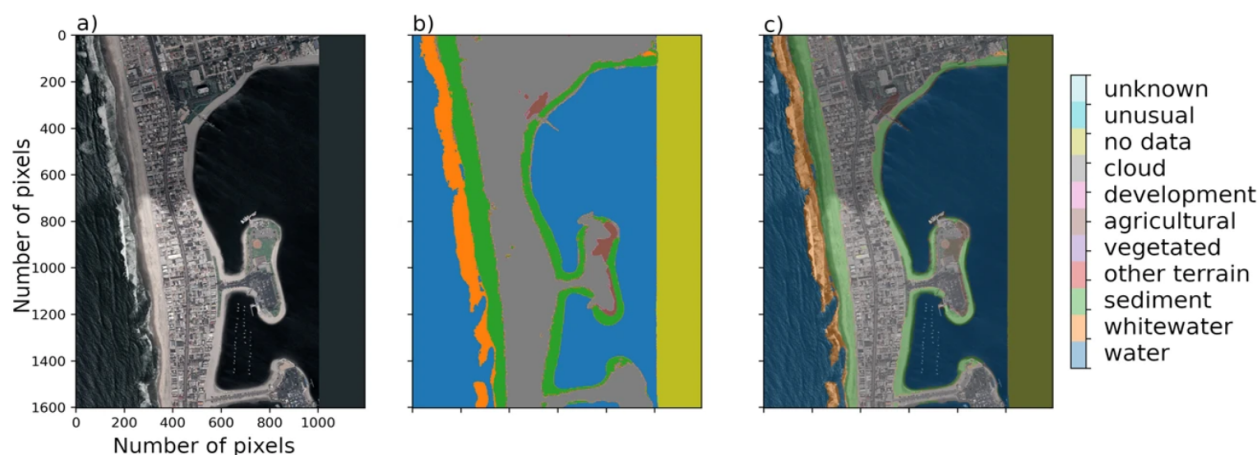 a)
b)
c)
0
200
400
600
800
1000
1200
1400
1600
Number of pixels
0 200 400 600 800 1000
Number of pixels
unknown
unusual
no data
cloud
development
agricultural
vegetated
other terrain
sediment
whitewater
water